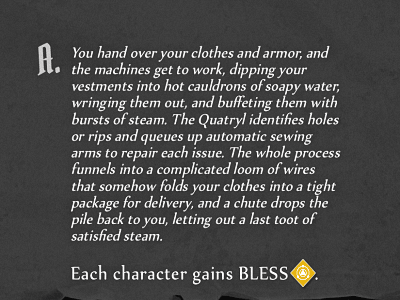 A. You hand over your clothes and armor, and
the machines get to work, dipping your
vestments into hot cauldrons of soapy water,
wringing them out, and buffeting them with
bursts of steam. The Quatryl identifies holes
or rips and queues up automatic sewing
arms to repair each issue. The whole process
funnels into a complicated loom of wires
that somehow folds your clothes into a tight
package for delivery, and a chute drops the
pile back to you, letting out a last toot of
satisfied steam.
Each character gains BLESS.